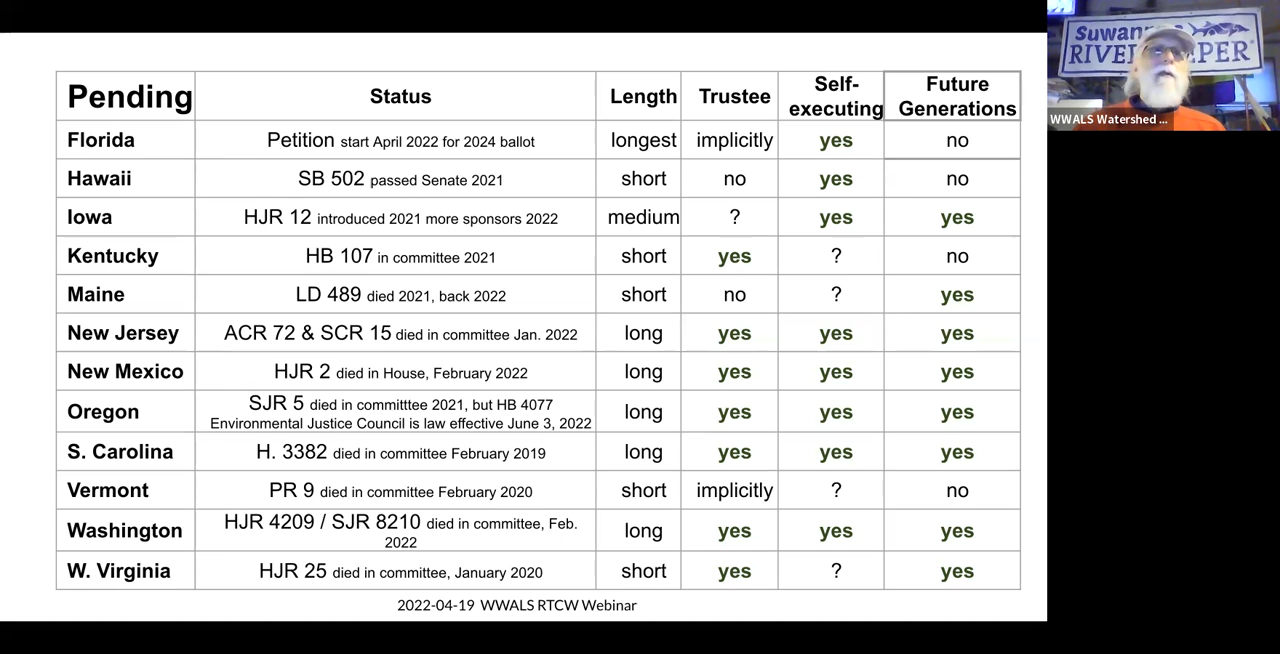 Pending Status Length Trustee Self-executing Future Generations
Florida Petition start April 2022 for 2024 ballot longest implicitly yes no
Hawaii SB 502 passed Senate 2021 short no yes no
Iowa HJR 12 introduced 2021 more sponsors 2022 medium ? yes yes
Kentucky HB 107 in committee 2021 short yes ? no
Maine LD 489 died 2021, back 2022 short no ? yes
New Jersey ACR 72 & SCR 15 died in committee Jan. 2022 long yes yes yes
New Mexico HJR 2 died in House, February 2022 long yes yes yes
Oregon SJR 5 died in committtee 2021, but HB 4077
Environmental Justice Council is law effective June 3, 2022 long yes yes yes
S. Carolina H. 3382 died in committee February 2019 long yes yes yes
Vermont PR 9 died in committee February 2020 short implicitly ? no
Washington HJR 4209 / SJR 8210 died in committee, Feb.
2022 long yes yes yes
W. Virginia HJR 25 died in committee, January 2020 short yes ? yes
2022-04-19 WWALS RTCW Webinar
WWALS Watershed ...